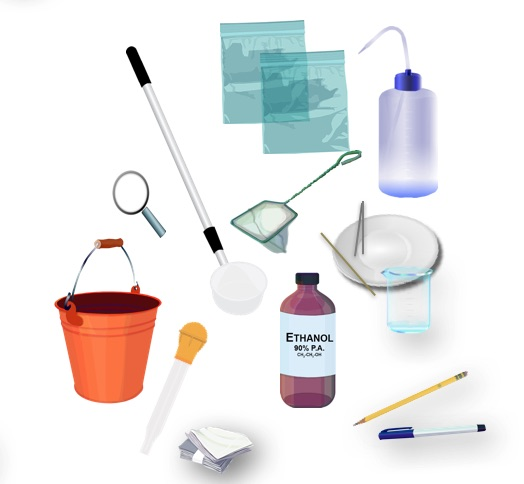 ETHANOL
90% P.A.
CH₃-CH₂-OH